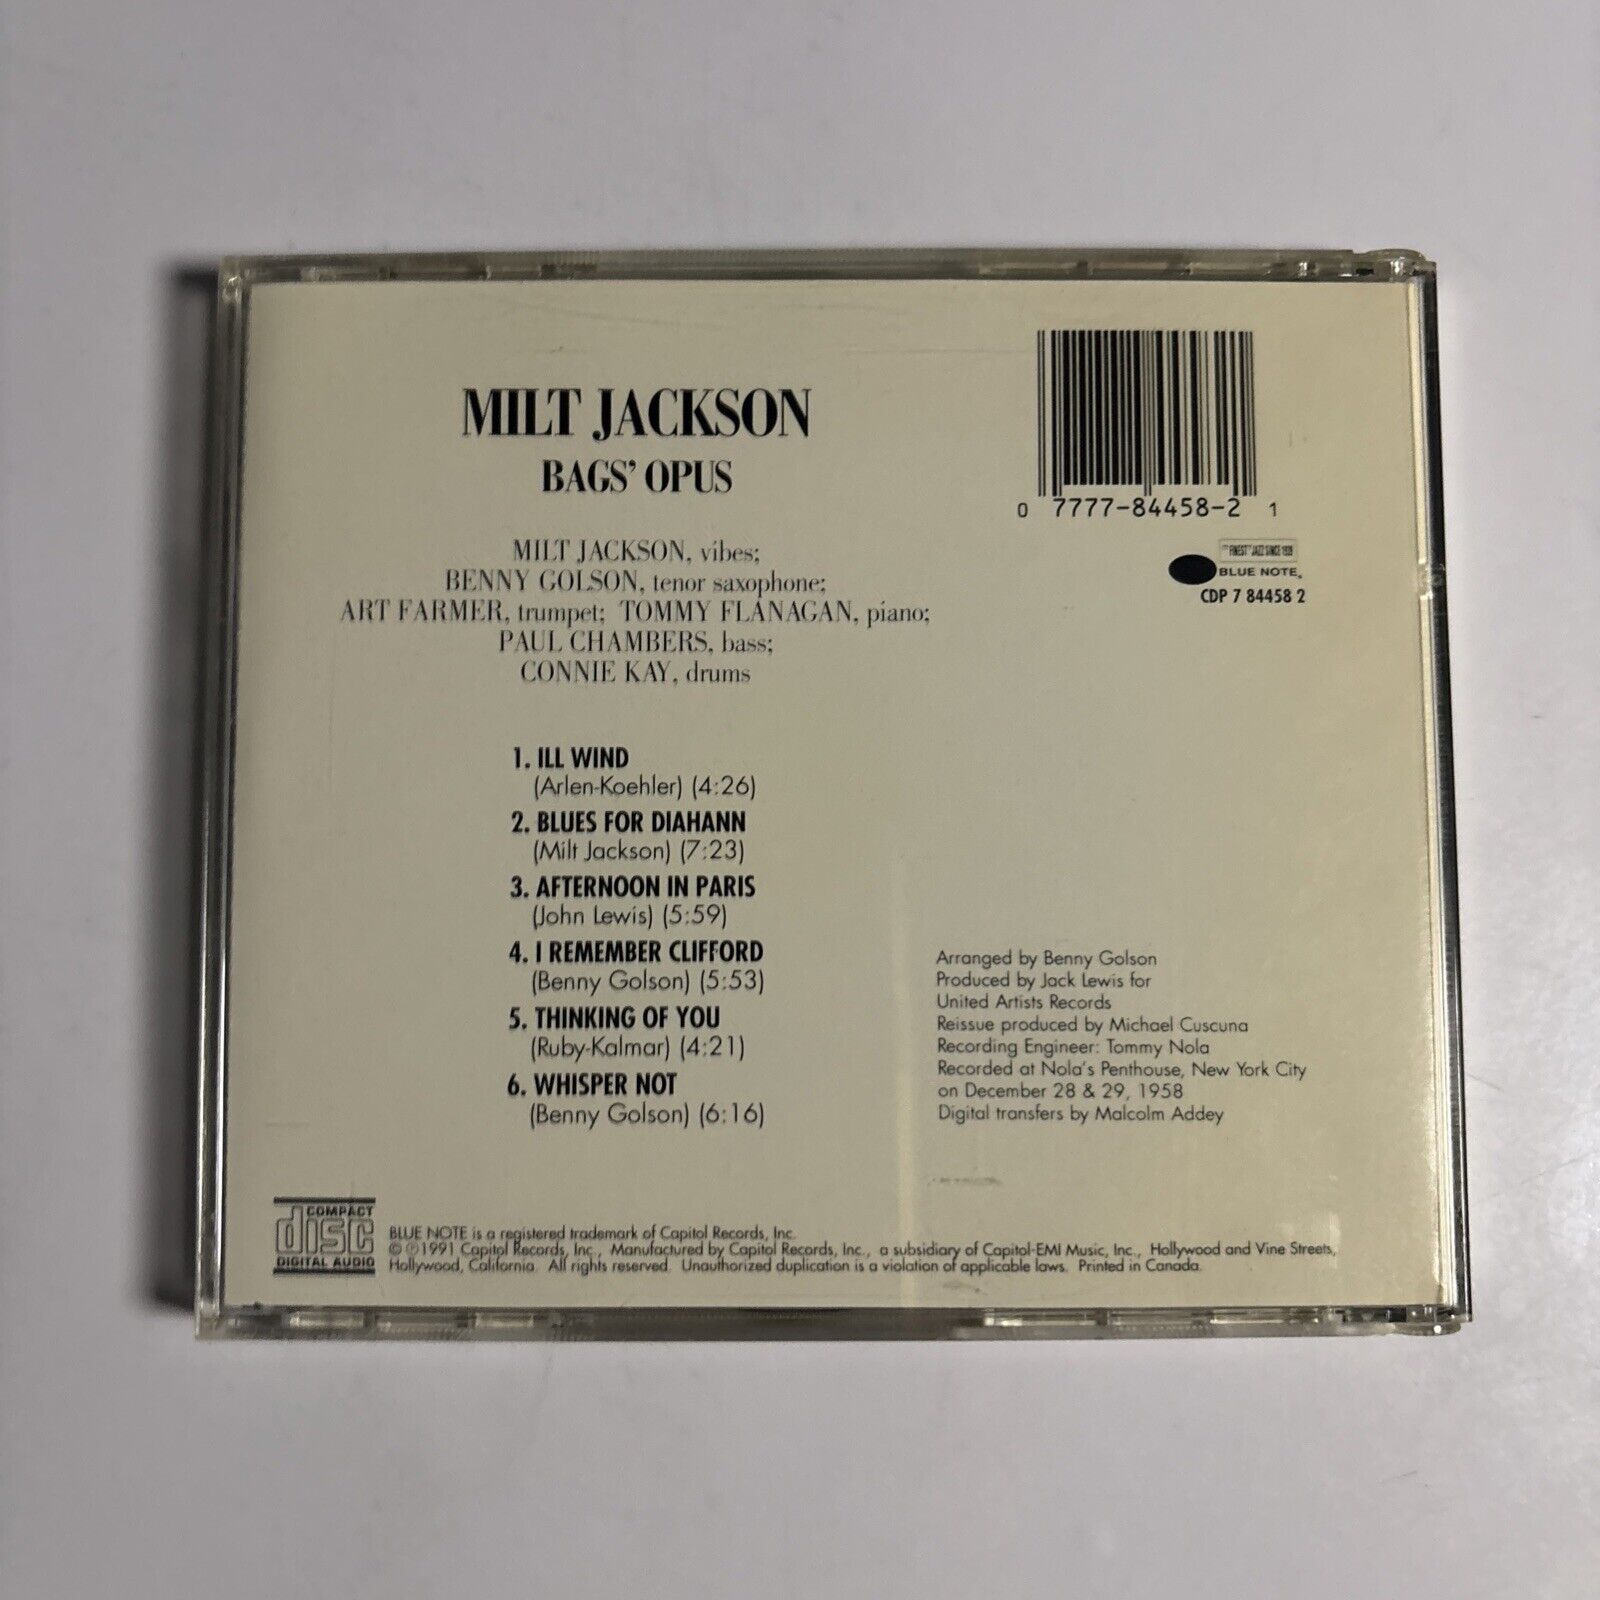 MILT JACKSON
BAGS' OPUS
MILT JACKSON, vibes;
BENNY GOLSON, tenor saxophone;
ART FARMER, trumpet; TOMMY FLANAGAN, piano;
PAUL CHAMBERS, bass;
CONNIE KAY, drums
0 7777-84458-2 1
FINEST JAZZ SINCE 1939
BLUE NOTE®
CDP 7 84458 2
1. ILL WIND
(Arlen-Koehler) (4:26)
2. BLUES FOR DIAHANN
(Milt Jackson) (7:23)
3. AFTERNOON IN PARIS
(John Lewis) (5:59)
4. I REMEMBER CLIFFORD
(Benny Golson) (5:53)
5. THINKING OF YOU
(Ruby-Kalmar) (4:21)
6. WHISPER NOT
(Benny Golson) (6:16)
Arranged by Benny Golson
Produced by Jack Lewis for
United Artists Records
Reissue produced by Michael Cuscuna
Recording Engineer: Tommy Nola
Recorded at Nola's Penthouse, New York City
on December 28 & 29, 1958
Digital transfers by Malcolm Addey
COMPACT
disc
DIGITAL AUDIO
BLUE NOTE is a registered trademark of Capitol Records, Inc.
© ℗1991 Capitol Records, Inc., Manufactured by Capitol Records, Inc., a subsidiary of Capitol-EMI Music, Inc., Hollywood and Vine Streets,
Hollywood, California. All rights reserved. Unauthorized duplication is a violation of applicable laws. Printed in Canada.